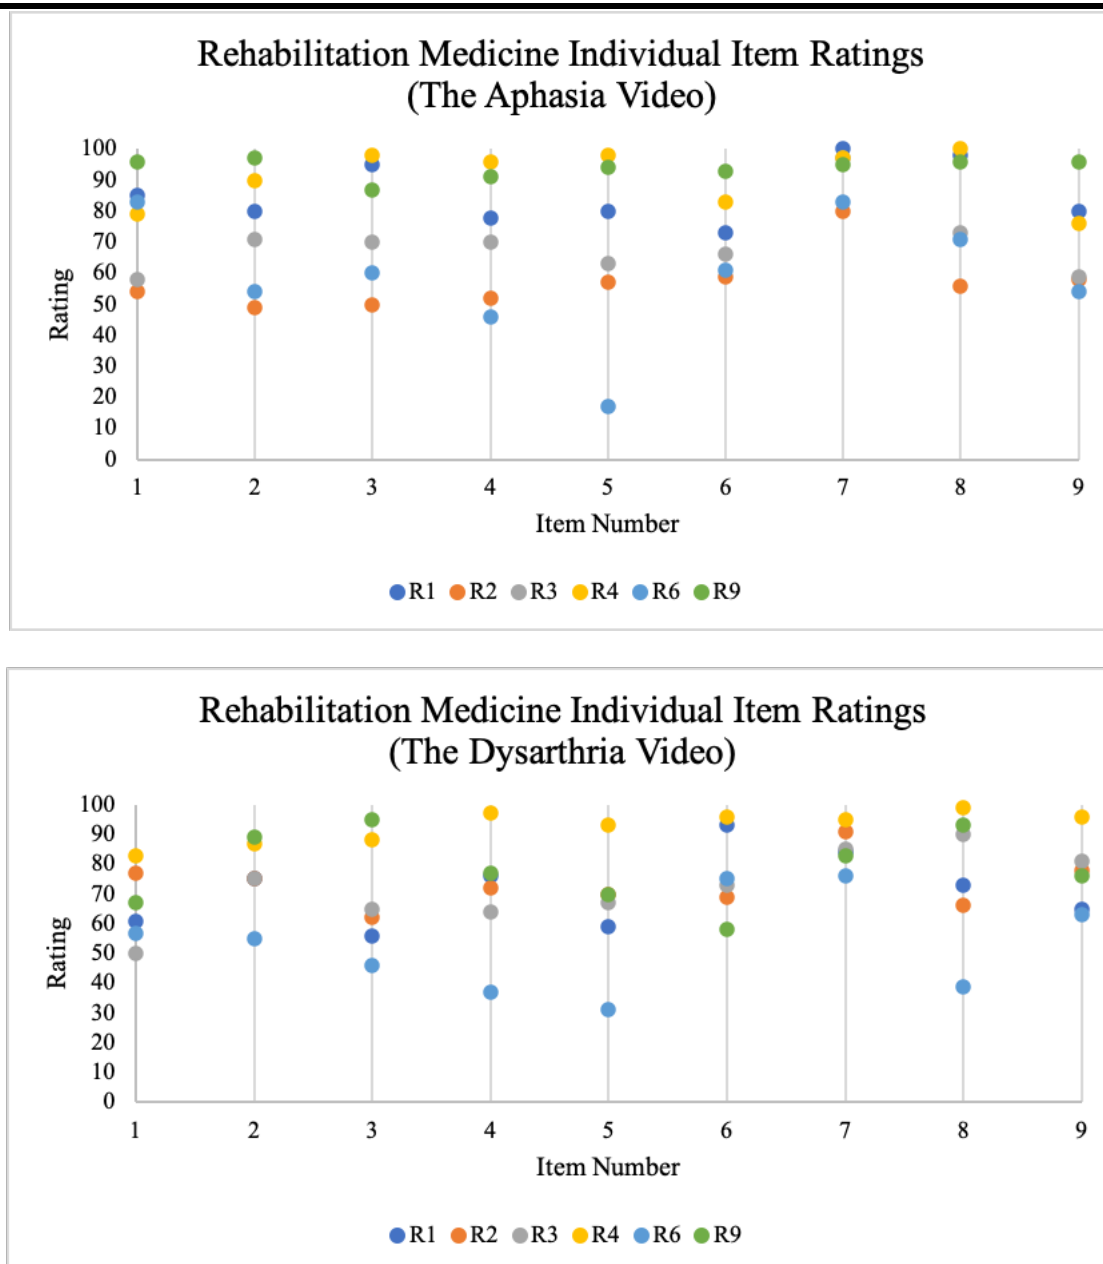 Rehabilitation Medicine Individual Item Ratings
(The Aphasia Video)
100
90
80
70
60
50
40
30
20
10
0
Rating
1 2 3 4 5 6 7 8 9
Item Number
R1 R2 R3 R4 R6 R9
Rehabilitation Medicine Individual Item Ratings
(The Dysarthria Video)
100
90
80
70
60
50
40
30
20
10
0
Rating
1 2 3 4 5 6 7 8 9
Item Number
R1 R2 R3 R4 R6 R9